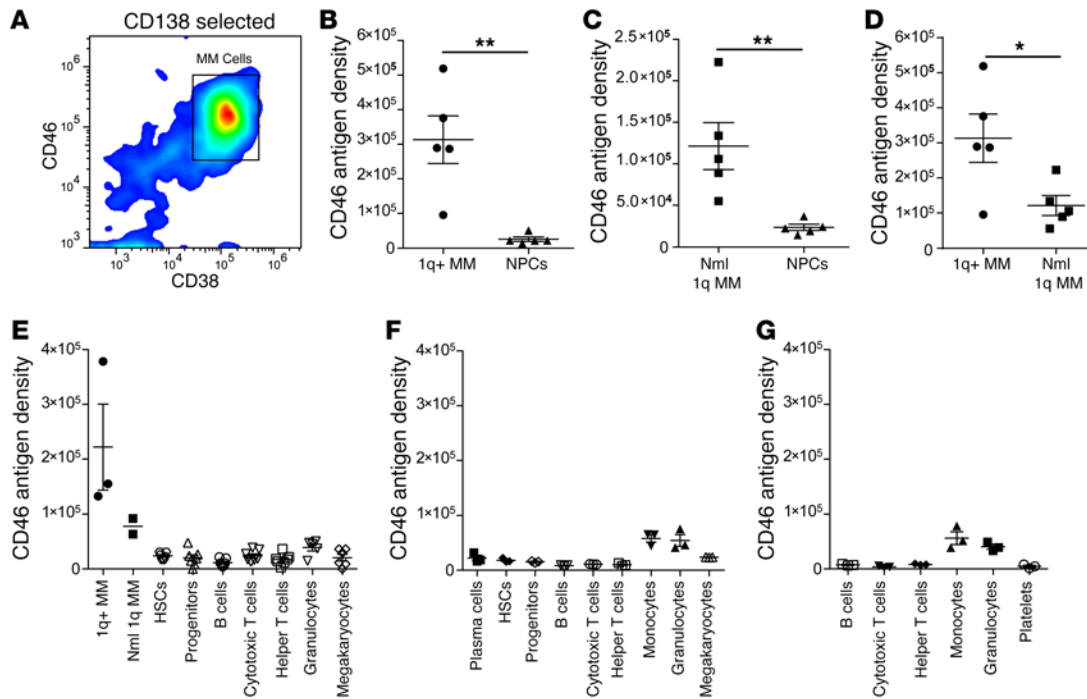 A
CD138 selected
MM Cells
10^6
10^5
10^4
10^3
CD46
10^3
10^4
10^5
10^6
CD38
B
CD46 antigen density
6×10^5
5×10^5
4×10^5
3×10^5
2×10^5
1×10^5
0
**
1q+ MM
NPCs
C
CD46 antigen density
2.5×10^5
2.0×10^5
1.5×10^5
1.0×10^5
5.0×10^4
0
**
Nml
1q MM
NPCs
D
CD46 antigen density
6×10^5
5×10^5
4×10^5
3×10^5
2×10^5
1×10^5
0
*
1q+ MM
Nml
1q MM
E
CD46 antigen density
4×10^5
3×10^5
2×10^5
1×10^5
0
1q+ MM
Nml 1q MM
HSCs
Progenitors
B cells
Cytotoxic T cells
Helper T cells
Granulocytes
Megakaryocytes
F
CD46 antigen density
4×10^5
3×10^5
2×10^5
1×10^5
0
Plasma cells
HSCs
Progenitors
B cells
Cytotoxic T cells
Helper T cells
Monocytes
Granulocytes
Megakaryocytes
G
CD46 antigen density
4×10^5
3×10^5
2×10^5
1×10^5
0
B cells
Cytotoxic T cells
Helper T cells
Monocytes
Granulocytes
Platelets